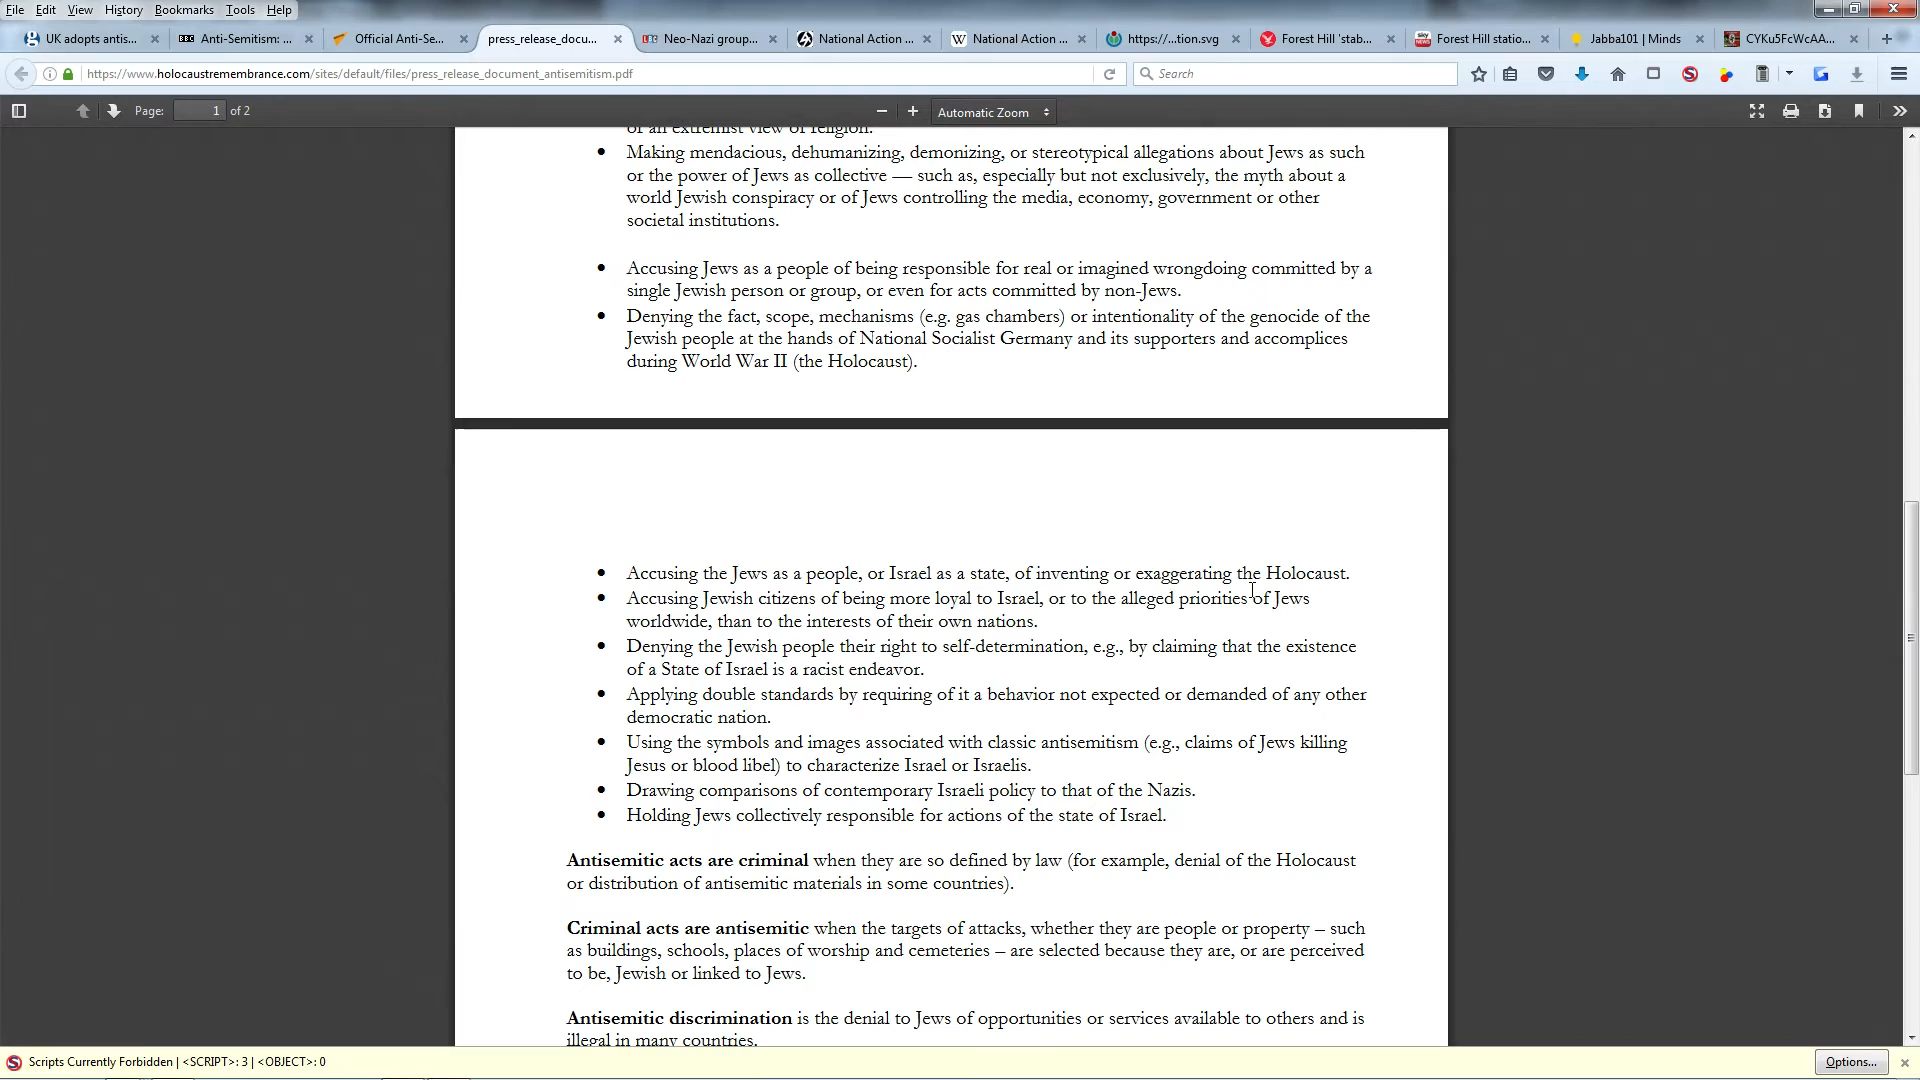 File Edit View History Bookmarks Tools Help
UK adopts antis... × BBC Anti-Semitism: ... × Official Anti-Se... × press_release_docu... × Neo-Nazi group... × National Action ... × W National Action ... × https://...tion.svg × Forest Hill 'stab... × sky news Forest Hill statio... × Jabba101 | Minds × CYKu5FcWcAA... ×
https://www.holocaustremembrance.com/sites/default/files/press_release_document_antisemitism.pdf
Search
Page: 1 of 2
Automatic Zoom
or an extremist view of religion.
• Making mendacious, dehumanizing, demonizing, or stereotypical allegations about Jews as such
or the power of Jews as collective — such as, especially but not exclusively, the myth about a
world Jewish conspiracy or of Jews controlling the media, economy, government or other
societal institutions.
• Accusing Jews as a people of being responsible for real or imagined wrongdoing committed by a
single Jewish person or group, or even for acts committed by non-Jews.
• Denying the fact, scope, mechanisms (e.g. gas chambers) or intentionality of the genocide of the
Jewish people at the hands of National Socialist Germany and its supporters and accomplices
during World War II (the Holocaust).
• Accusing the Jews as a people, or Israel as a state, of inventing or exaggerating the Holocaust.
• Accusing Jewish citizens of being more loyal to Israel, or to the alleged priorities of Jews
worldwide, than to the interests of their own nations.
• Denying the Jewish people their right to self-determination, e.g., by claiming that the existence
of a State of Israel is a racist endeavor.
• Applying double standards by requiring of it a behavior not expected or demanded of any other
democratic nation.
• Using the symbols and images associated with classic antisemitism (e.g., claims of Jews killing
Jesus or blood libel) to characterize Israel or Israelis.
• Drawing comparisons of contemporary Israeli policy to that of the Nazis.
• Holding Jews collectively responsible for actions of the state of Israel.
Antisemitic acts are criminal when they are so defined by law (for example, denial of the Holocaust
or distribution of antisemitic materials in some countries).
Criminal acts are antisemitic when the targets of attacks, whether they are people or property – such
as buildings, schools, places of worship and cemeteries – are selected because they are, or are perceived
to be, Jewish or linked to Jews.
Antisemitic discrimination is the denial to Jews of opportunities or services available to others and is
illegal in many countries.
Scripts Currently Forbidden | <SCRIPT>: 3 | <OBJECT>: 0
Options...